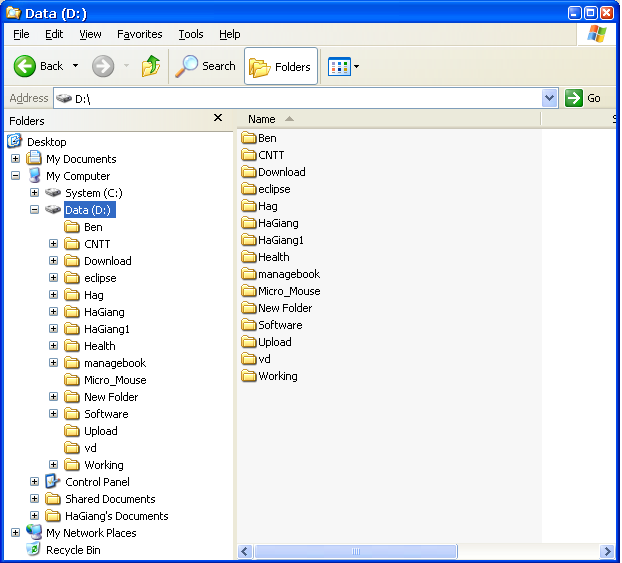 Data (D:)
File Edit View Favorites Tools Help
Back Search Folders
Address D:\ Go
Folders
Desktop
My Documents
My Computer
System (C:)
Data (D:)
Ben
CNTT
Download
eclipse
Hag
HaGiang
HaGiang1
Health
managebook
Micro_Mouse
New Folder
Software
Upload
vd
Working
Control Panel
Shared Documents
HaGiang's Documents
My Network Places
Recycle Bin
Name S
Ben
CNTT
Download
eclipse
Hag
HaGiang
HaGiang1
Health
managebook
Micro_Mouse
New Folder
Software
Upload
vd
Working